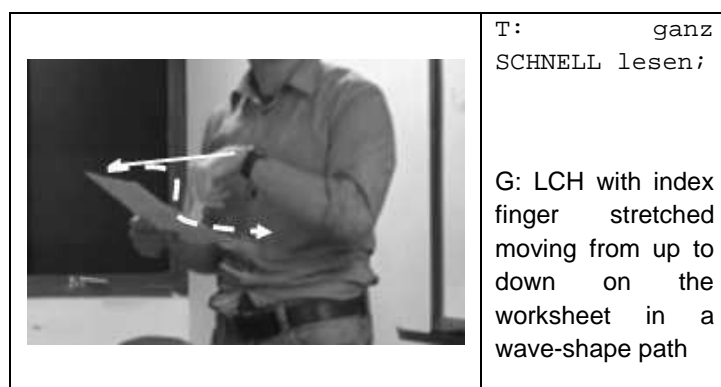 T: ganz
SCHNELL lesen;
G: LCH with index
finger stretched
moving from up to
down on the
worksheet in a
wave-shape path